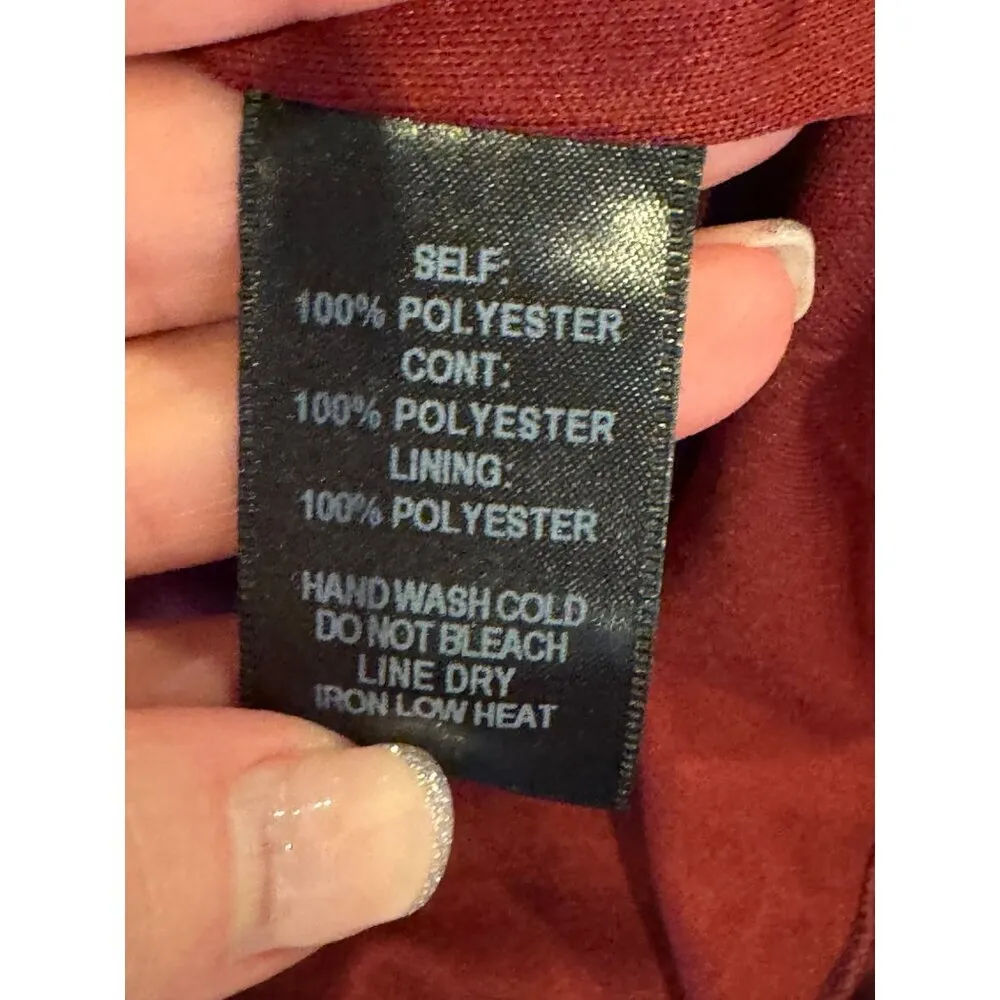 SELF:
100% POLYESTER
CONT:
100% POLYESTER
LINING:
100% POLYESTER
HAND WASH COLD
DO NOT BLEACH
LINE DRY
IRON LOW HEAT